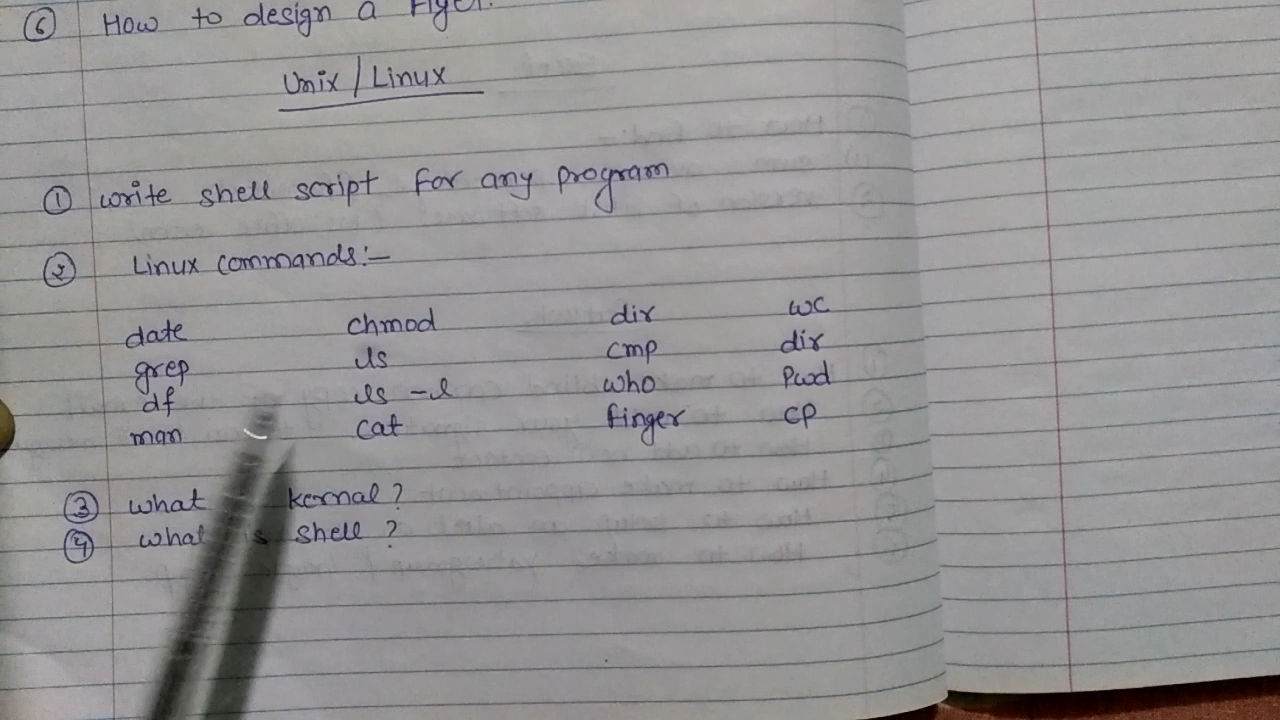 ⑥ How to design a Flyer.
Unix / Linux
① write shell script for any program
② Linux commands:-
date chmod dir wc
grep ls cmp dir
df ls -l who Pwd
man cat finger cp
③ what kernal?
④ what is shell?